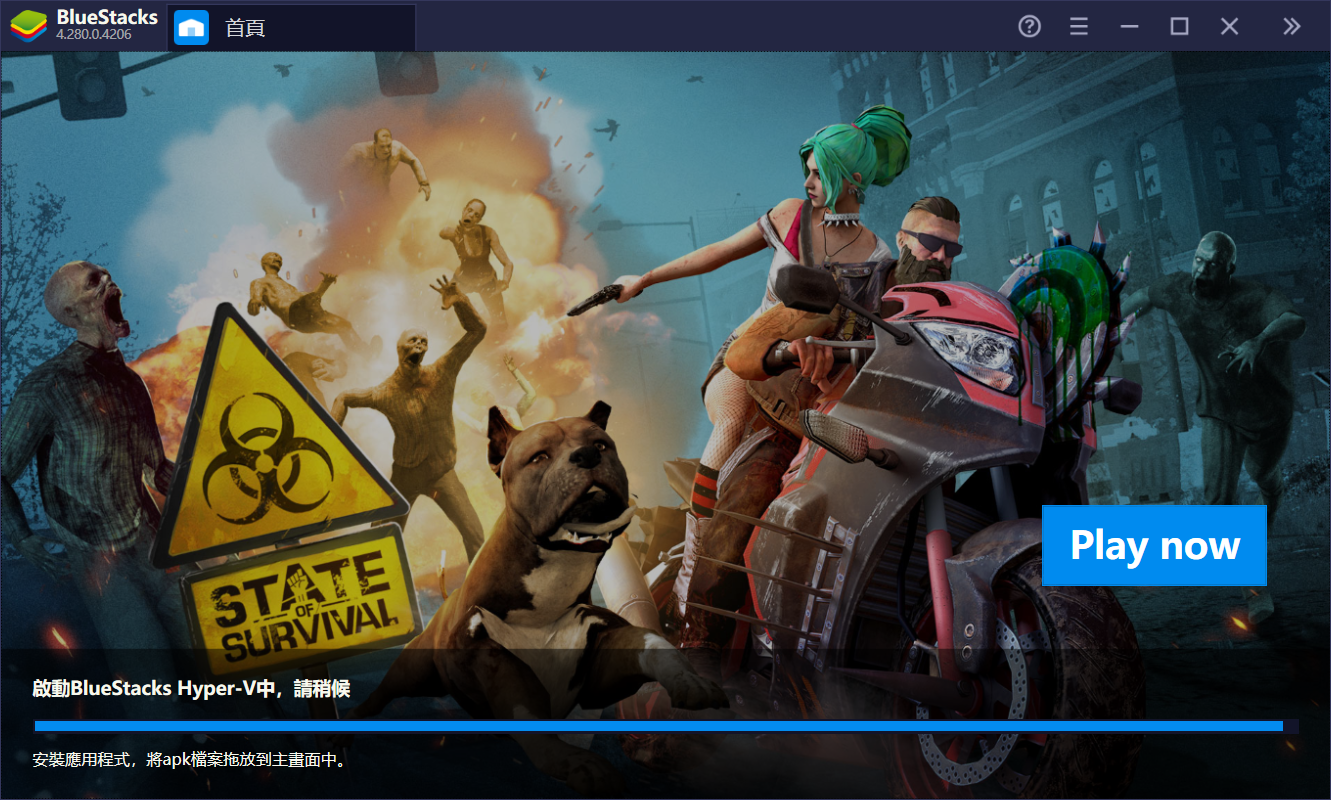 BlueStacks
4.280.0.4206
首頁
STATE
OF
SURVIVAL
Play now
啟動BlueStacks Hyper-V中，請稍候
安裝應用程式，將apk檔案拖放到主畫面中。